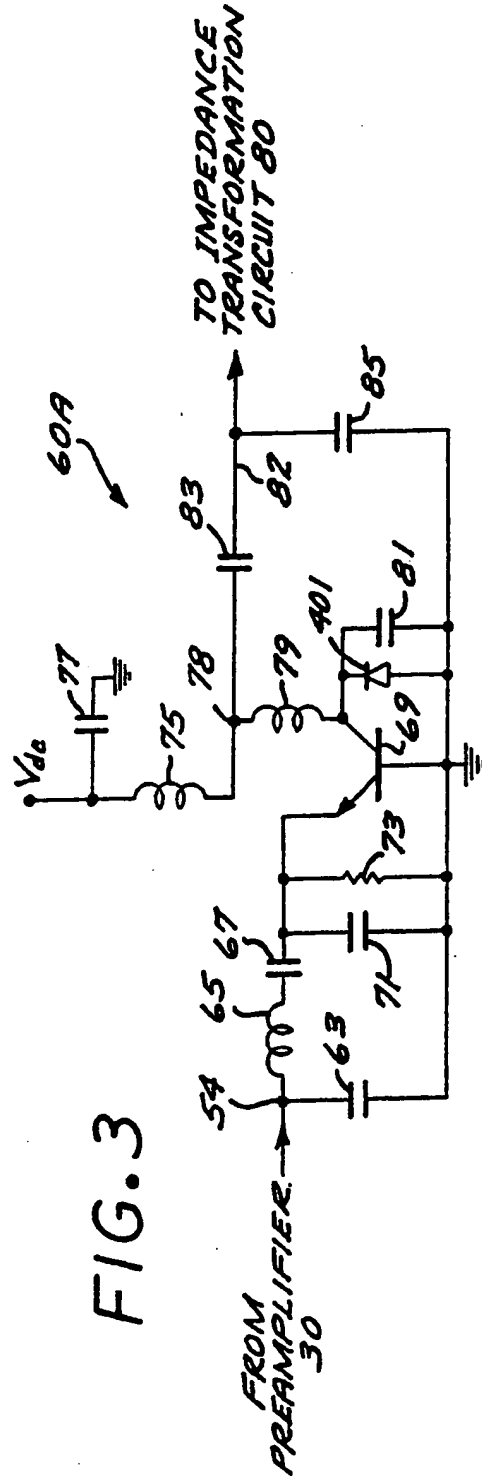 FIG. 3
60A
Vdc
77
75
78
83
82
TO IMPEDANCE
TRANSFORMATION
CIRCUIT 80
79
401
81
85
69
73
71
67
65
54
63
FROM
PREAMPLIFIER
30